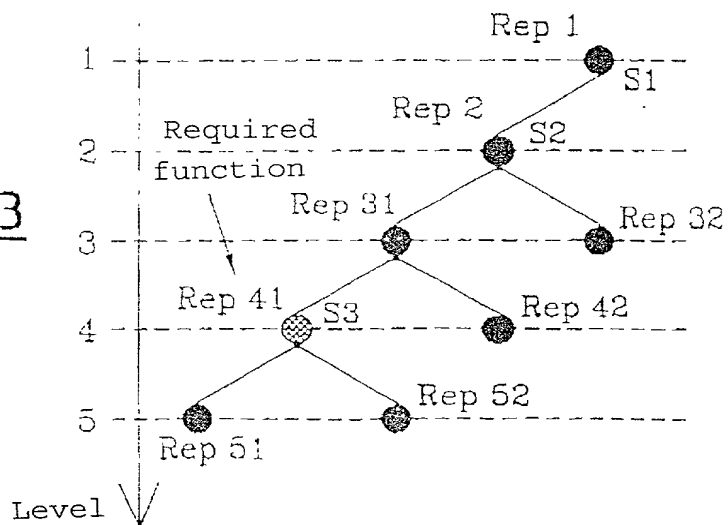 Rep 1
1
S1
Rep 2
S2
Required
function
2
Rep 31
Rep 32
3
3
Rep 41
S3
Rep 42
4
Rep 52
5
Rep 51
Level